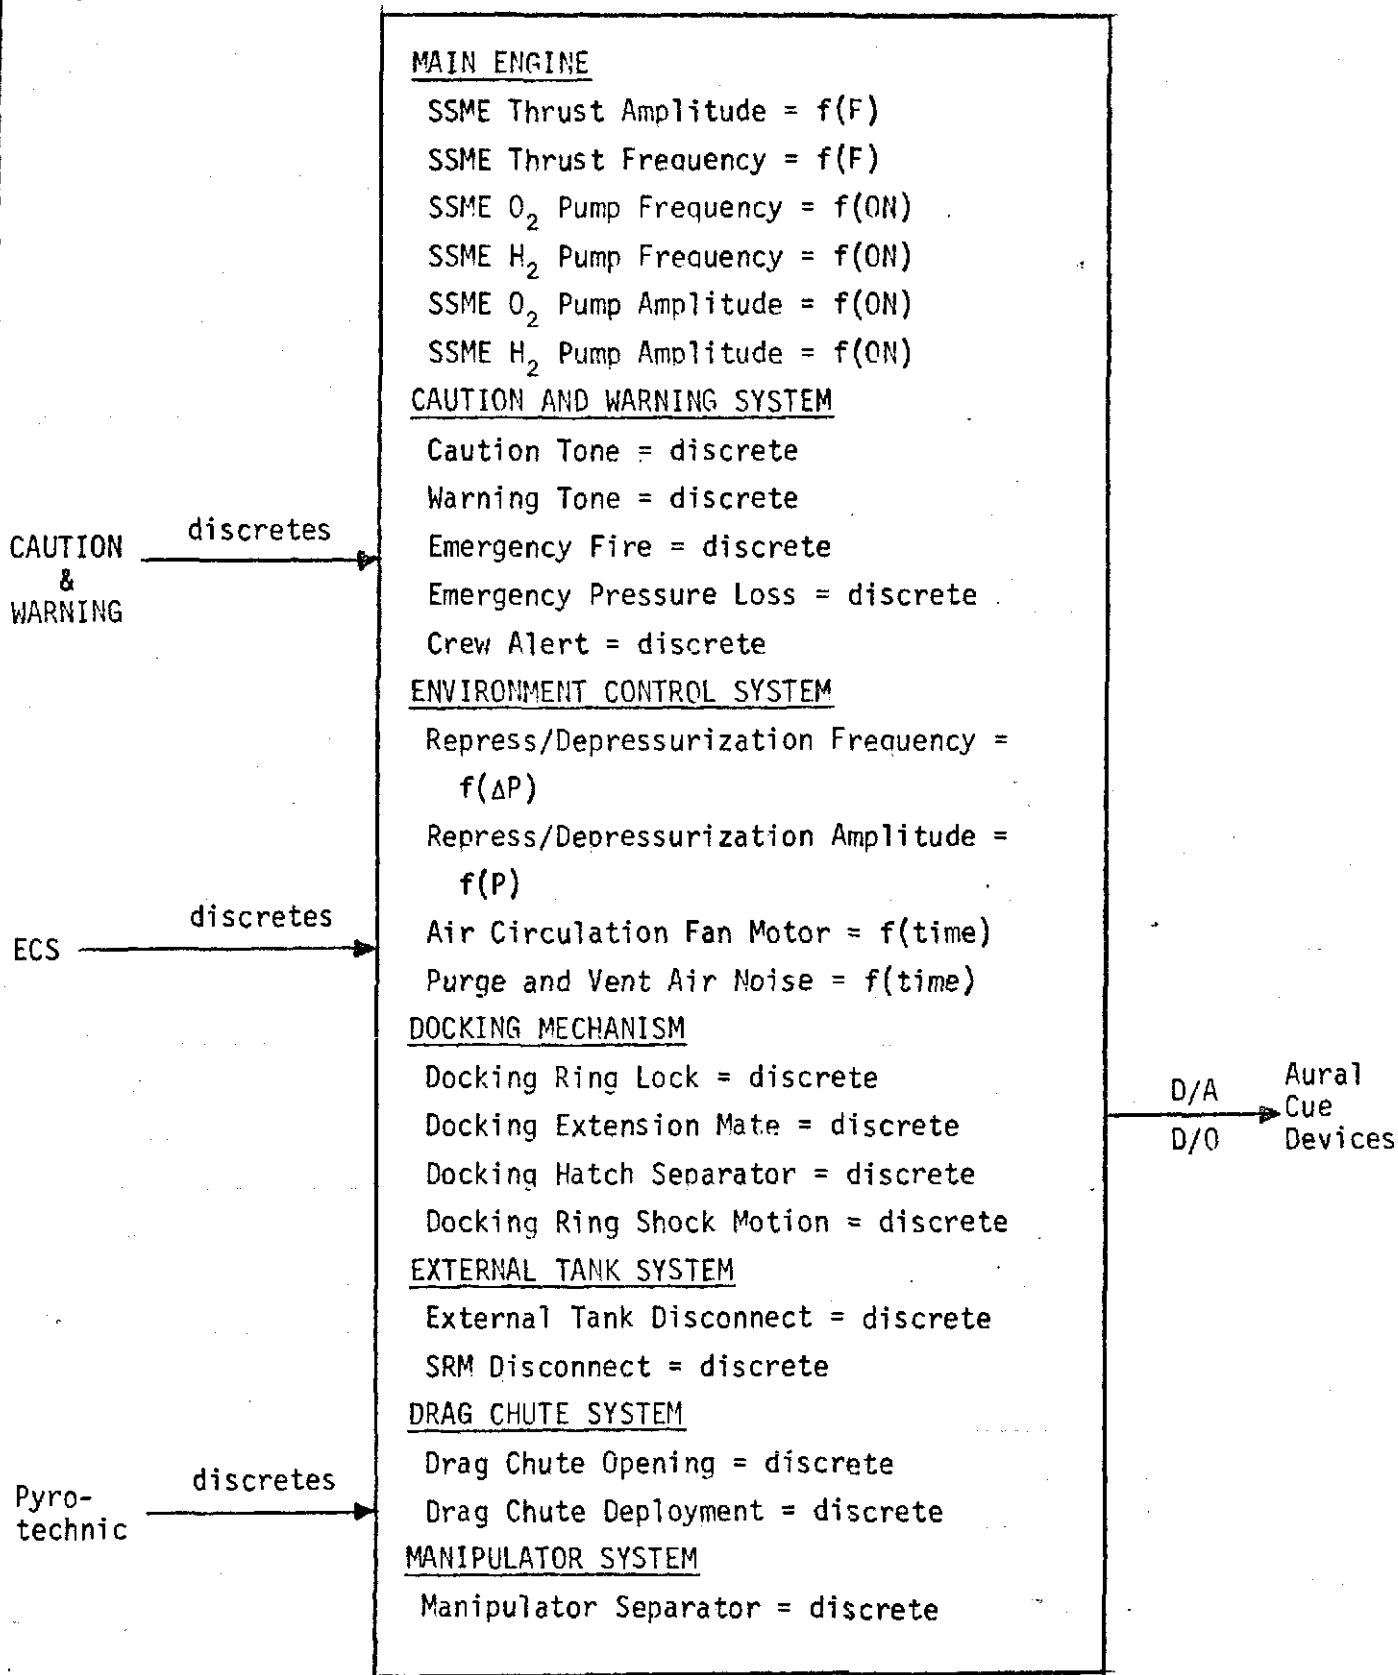 MAIN ENGINE
SSME Thrust Amplitude = f(F)
SSME Thrust Frequency = f(F)
SSME O₂ Pump Frequency = f(ON)
SSME H₂ Pump Frequency = f(ON)
SSME O₂ Pump Amplitude = f(ON)
SSME H₂ Pump Amplitude = f(ON)
CAUTION AND WARNING SYSTEM
Caution Tone = discrete
Warning Tone = discrete
Emergency Fire = discrete
Emergency Pressure Loss = discrete
Crew Alert = discrete
CAUTION
&
WARNING
discretes
ENVIRONMENT CONTROL SYSTEM
Repress/Depressurization Frequency =
f(ΔP)
Repress/Depressurization Amplitude =
f(P)
Air Circulation Fan Motor = f(time)
Purge and Vent Air Noise = f(time)
ECS
discretes
DOCKING MECHANISM
Docking Ring Lock = discrete
Docking Extension Mate = discrete
Docking Hatch Separator = discrete
Docking Ring Shock Motion = discrete
D/A
D/O
Aural
Cue
Devices
EXTERNAL TANK SYSTEM
External Tank Disconnect = discrete
SRM Disconnect = discrete
DRAG CHUTE SYSTEM
Drag Chute Opening = discrete
Drag Chute Deployment = discrete
Pyro-
technic
discretes
MANIPULATOR SYSTEM
Manipulator Separator = discrete